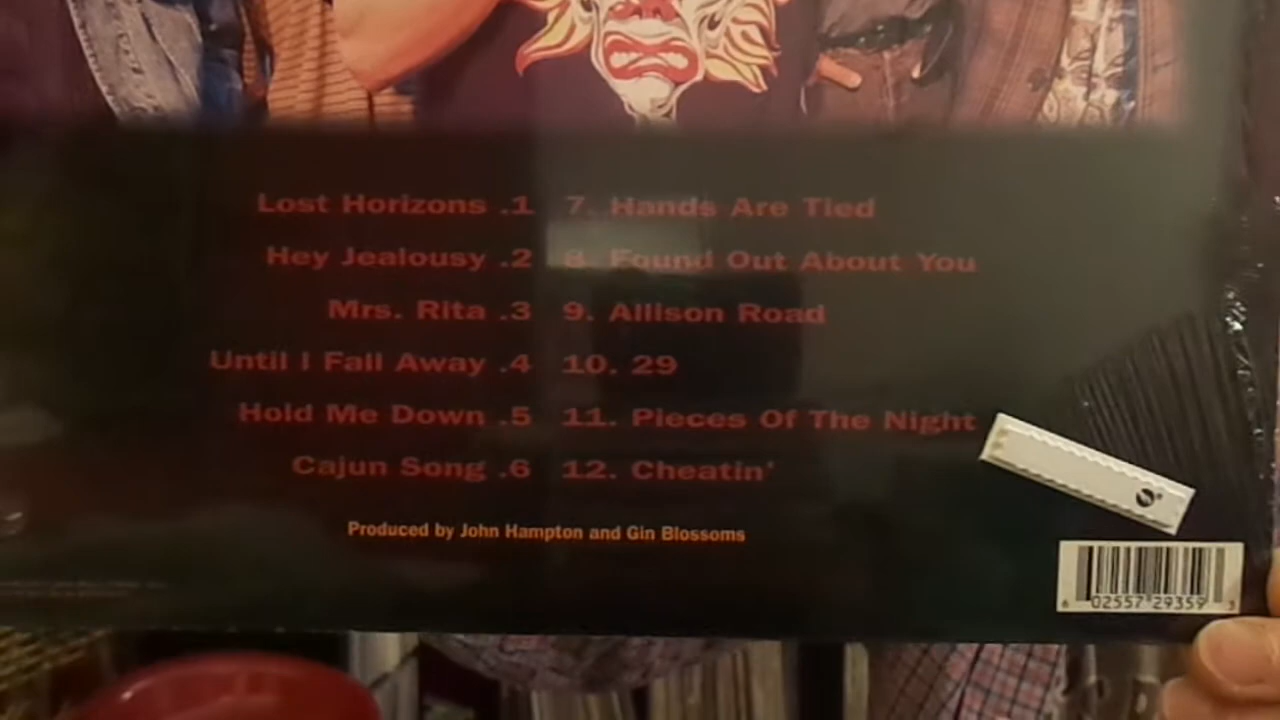 Lost Horizons .1
Hey Jealousy .2
Mrs. Rita .3
Until I Fall Away .4
Hold Me Down .5
Cajun Song .6
7. Hands Are Tied
8. Found Out About You
9. Allison Road
10. 29
11. Pieces Of The Night
12. Cheatin'
Produced by John Hampton and Gin Blossoms
6 02557 29359 3